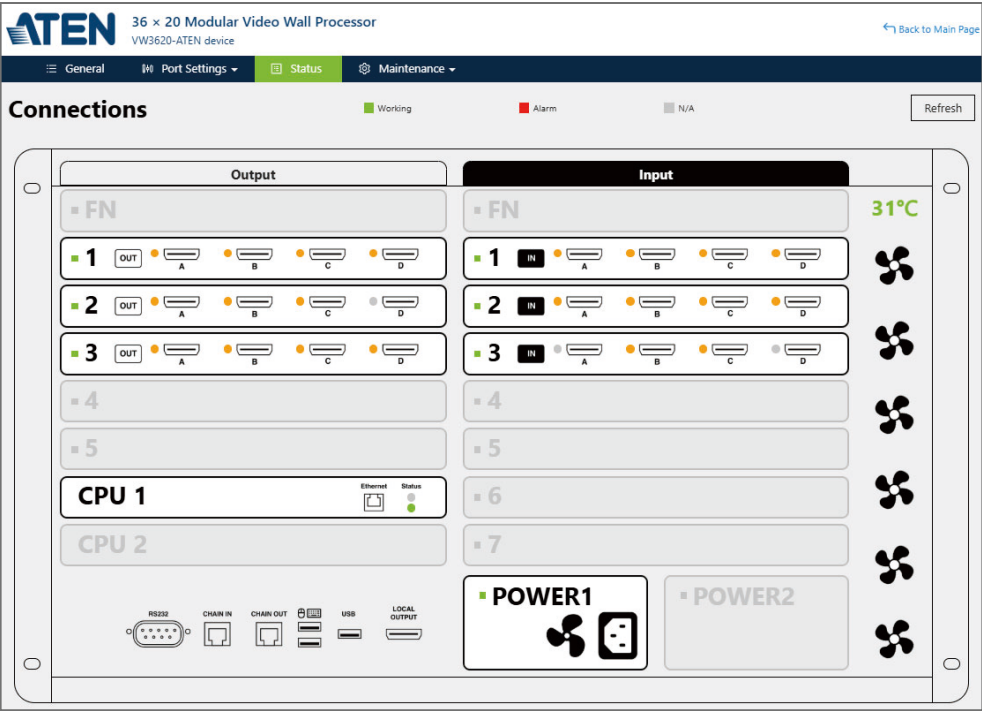 ATEN
36 × 20 Modular Video Wall Processor
VW3620-ATEN device
Back to Main Page
General Port Settings Status Maintenance
Connections
Working Alarm N/A
Refresh
Output Input
FN FN
31°C
1 OUT A B C D 1 IN A B C D
2 OUT A B C D 2 IN A B C D
3 OUT A B C D 3 IN A B C D
4 4
5 5
CPU 1 Ethernet Status 6
CPU 2 7
POWER1 POWER2
RS232 CHAIN IN CHAIN OUT USB LOCAL OUTPUT